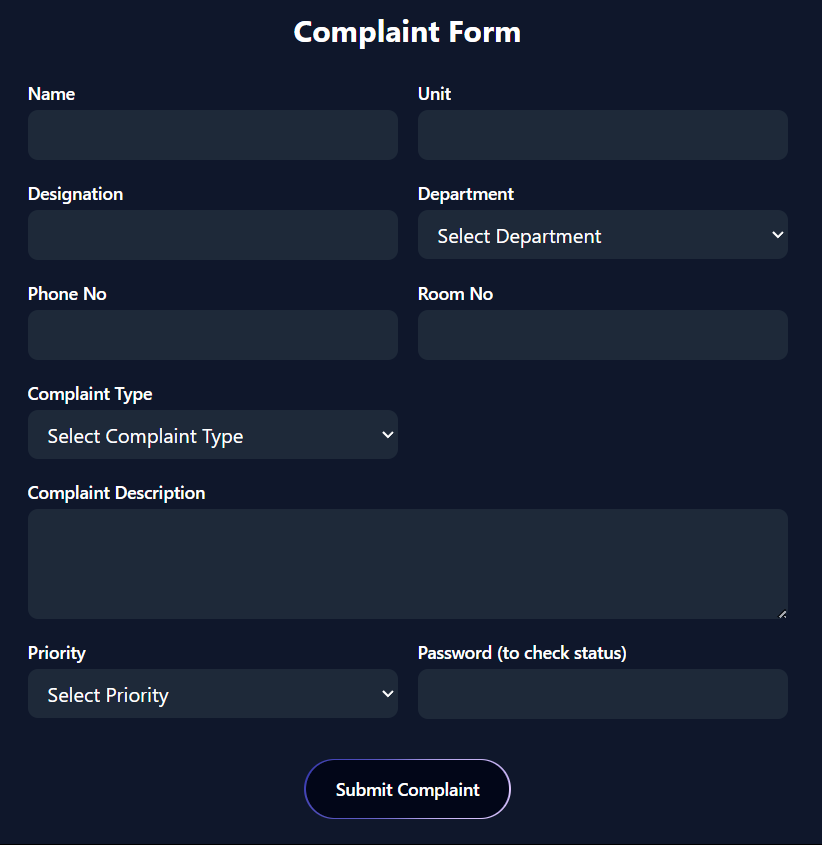 Complaint Form
Name
Unit
Designation
Department
Select Department
Phone No
Room No
Complaint Type
Select Complaint Type
Complaint Description
Priority
Password (to check status)
Select Priority
Submit Complaint